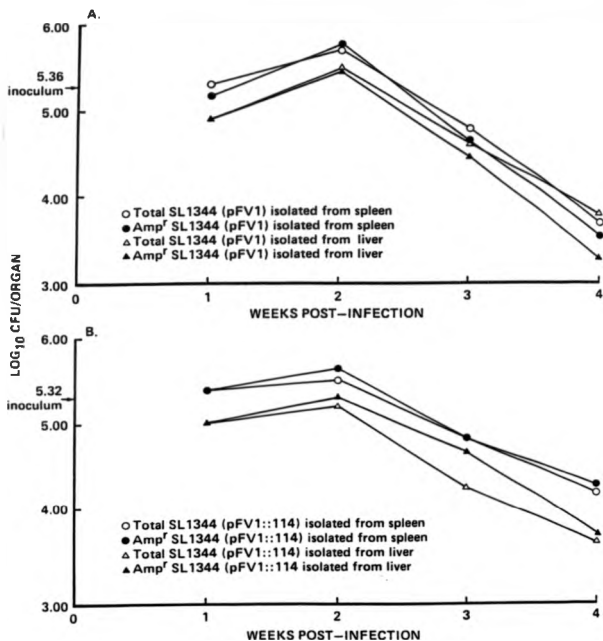 A.
6.00
5.36
inoculum
5.00
4.00
3.00
○ Total SL1344 (pFV1) isolated from spleen
● Ampʳ SL1344 (pFV1) isolated from spleen
△ Total SL1344 (pFV1) isolated from liver
▲ Ampʳ SL1344 (pFV1) isolated from liver
0 1 2 3 4
WEEKS POST–INFECTION
LOG₁₀ CFU/ORGAN
B.
6.00
5.32
inoculum
5.00
4.00
3.00
○ Total SL1344 (pFV1::114) isolated from spleen
● Ampʳ SL1344 (pFV1::114) isolated from spleen
△ Total SL1344 (pFV1::114) isolated from liver
▲ Ampʳ SL1344 (pFV1::114 isolated from liver
0 1 2 3 4
WEEKS POST–INFECTION